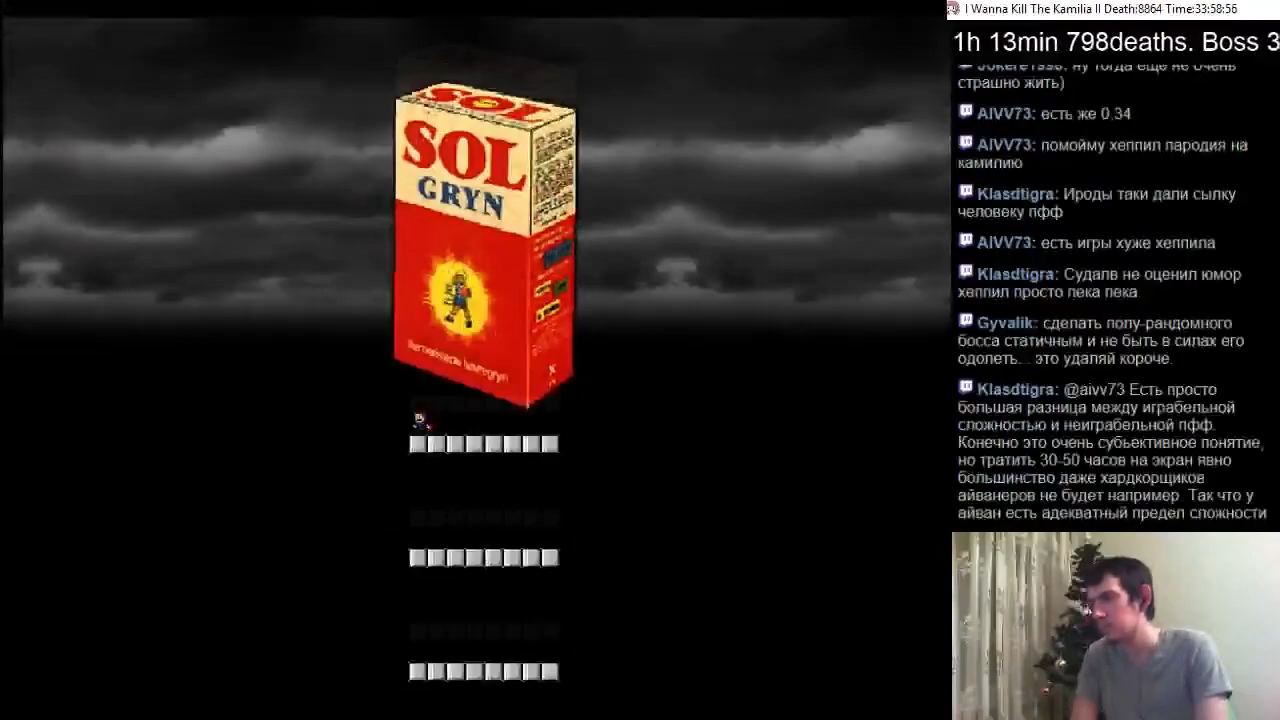 I Wanna Kill The Kamilia II Death:8864 Time:33:58:56
1h 13min 798deaths. Boss 3
SOL
SOL
GRYN
ну тогда еще не очень
страшно жить)
AIVV73: есть же 0.34
AIVV73: помойму хеппил пародия на
камилию
Klasdtigra: Ироды таки дали сылку
человеку пфф
AIVV73: есть игры хуже хеппила
Klasdtigra: Судапв не оценил юмор
хеппил просто пека пека
Gyvalik: сделать полу-рандомного
босса статичным и не быть в силах его
одолеть... это удаляй короче.
Klasdtigra: @aivv73 Есть просто
большая разница между играбельной
сложностью и неиграбельной пфф.
Конечно это очень субьективное понятие,
но тратить 30-50 часов на экран явно
большинство даже хардкорщиков
айванеров не будет например. Так что у
айван есть адекватный предел сложности